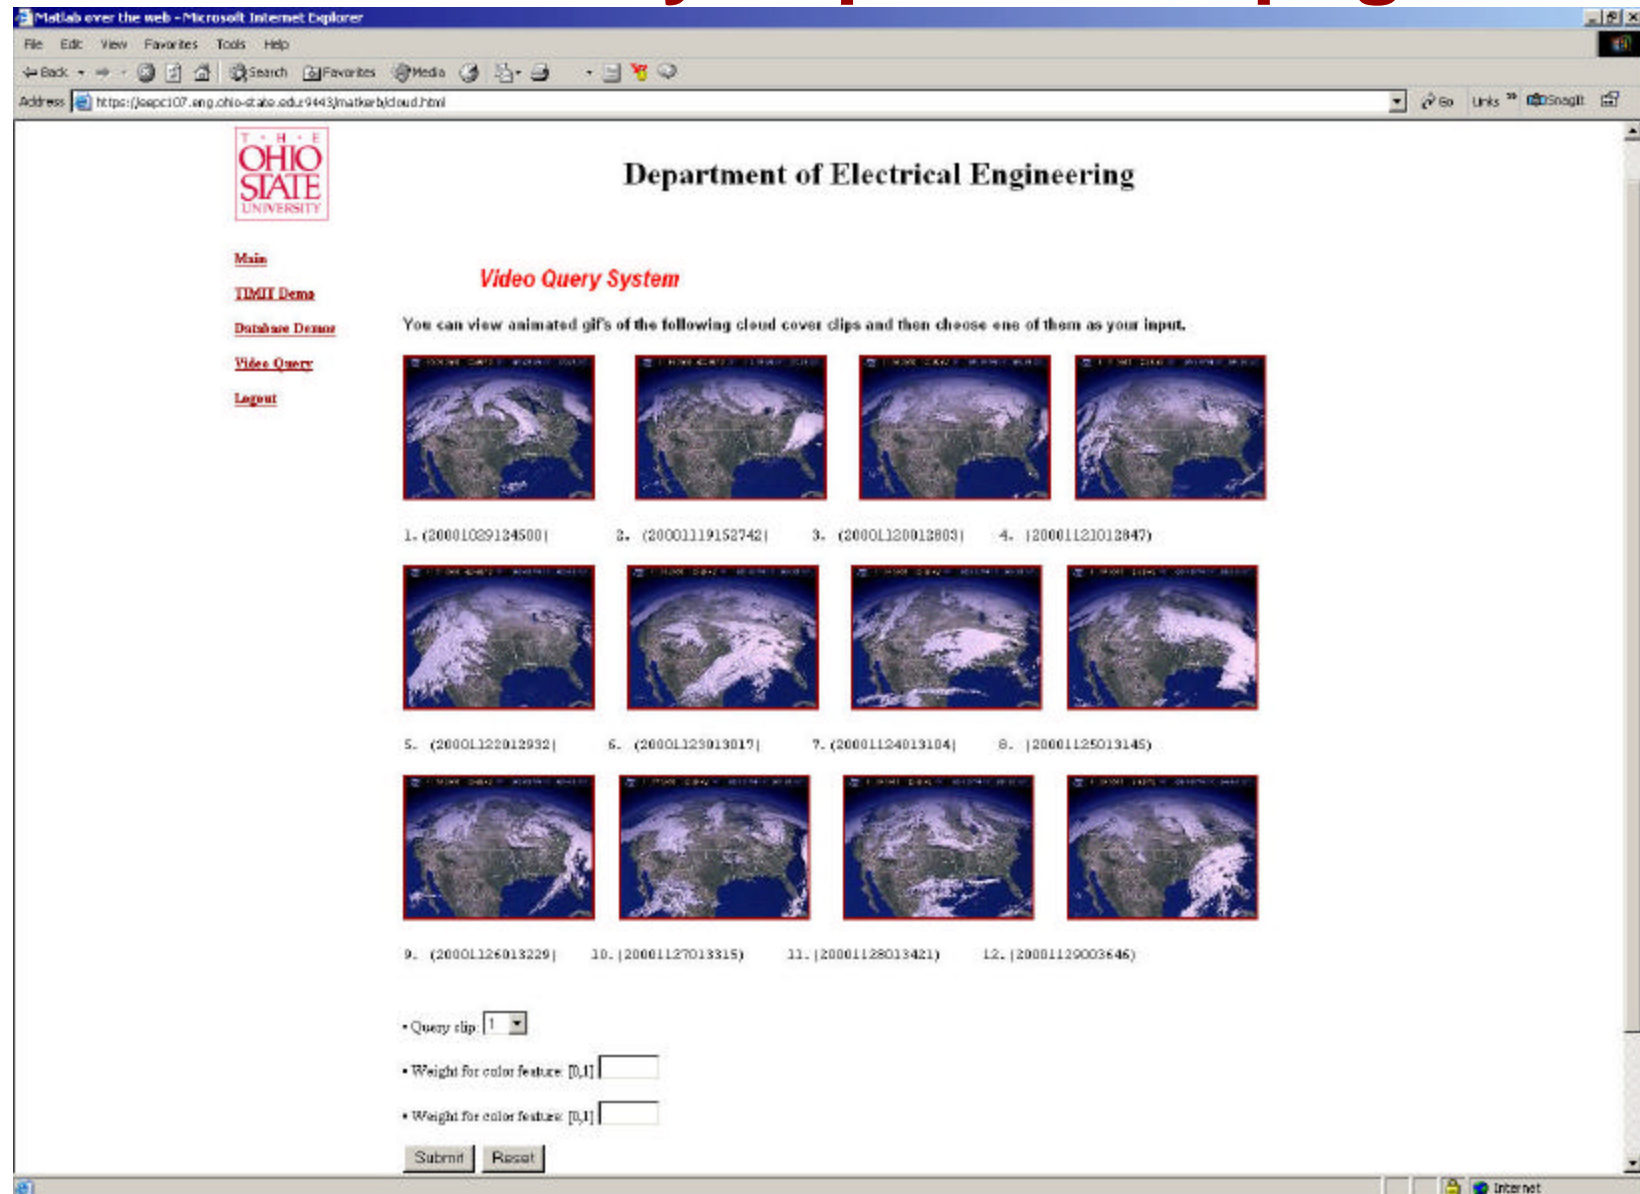 Matlab over the web - Microsoft Internet Explorer
File Edit View Favorites Tools Help
Back Search Favorites Media
Address https://eepc107.eng.ohio-state.edu:9443/matkerb/cloud.html Go Links » SnagIt
T · H · E
OHIO
STATE
UNIVERSITY
Department of Electrical Engineering
Main
TIMIT Demo
Database Demos
Video Query
Logout
Video Query System
You can view animated gif's of the following cloud cover clips and then choose one of them as your input.
1. (20001029124500) 2. (20001119152742) 3. (20001120012803) 4. (20001121012847)
5. (20001122012932) 6. (20001123013017) 7. (20001124013104) 8. (20001125013145)
9. (20001126013229) 10. (20001127013315) 11. (20001128013421) 12. (20001129003646)
• Query clip: 1
• Weight for color feature: [0,1]
• Weight for color feature: [0,1]
Submit Reset
Internet